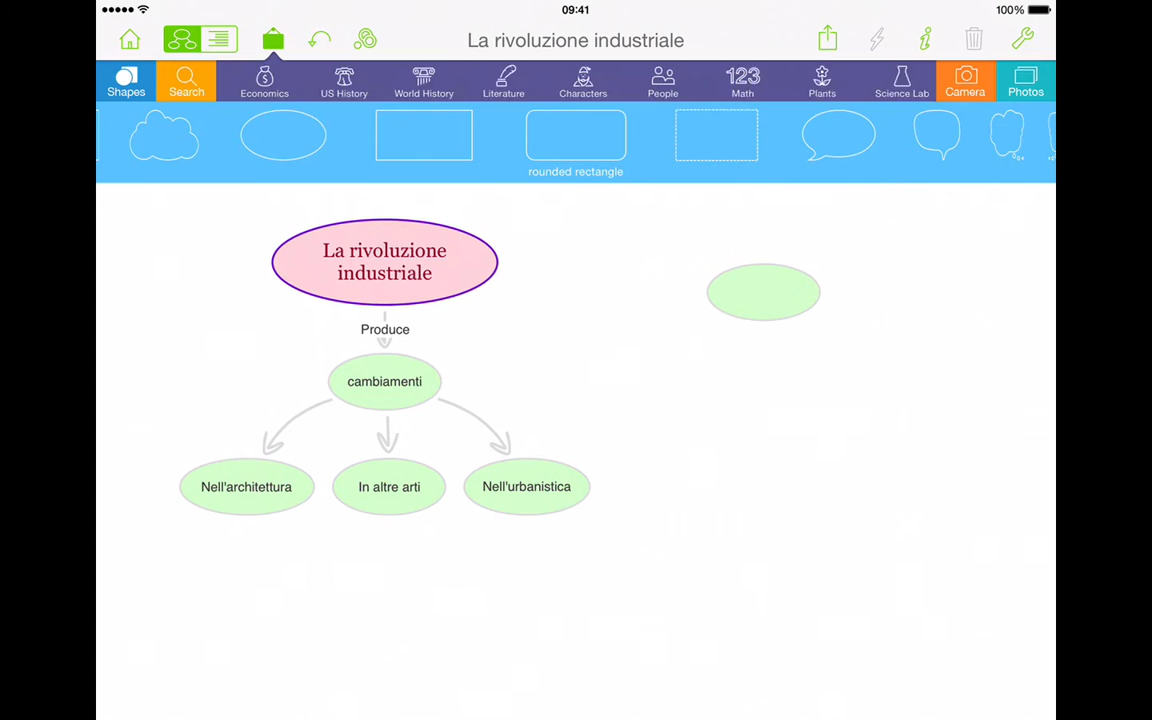 09:41
100%
La rivoluzione industriale
Shapes
Search
Economics
US History
World History
Literature
Characters
People
123
Math
Plants
Science Lab
Camera
Photos
rounded rectangle
La rivoluzione
industriale
Produce
cambiamenti
Nell'architettura
In altre arti
Nell'urbanistica